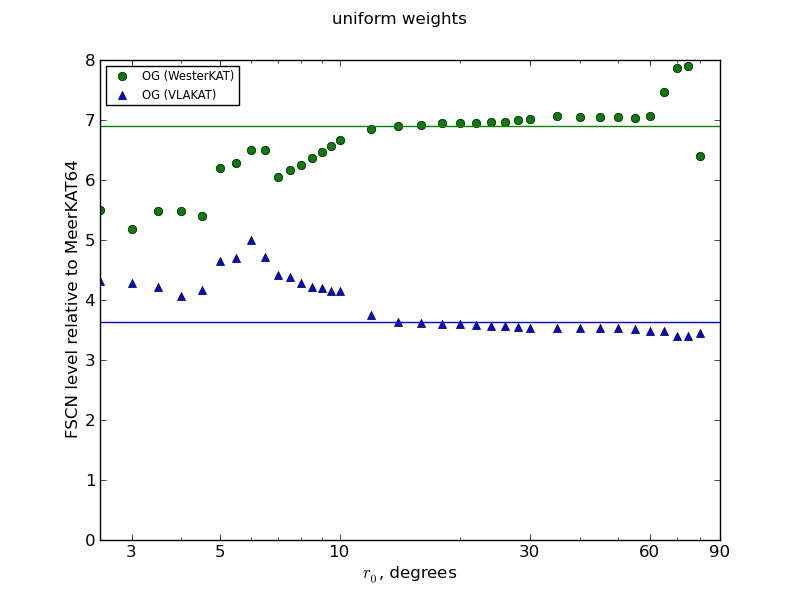 uniform weights
OG (WesterKAT)
OG (VLAKAT)
FSCN level relative to MeerKAT64
8
7
6
5
4
3
2
1
0
3 5 10 30 60 90
r₀, degrees